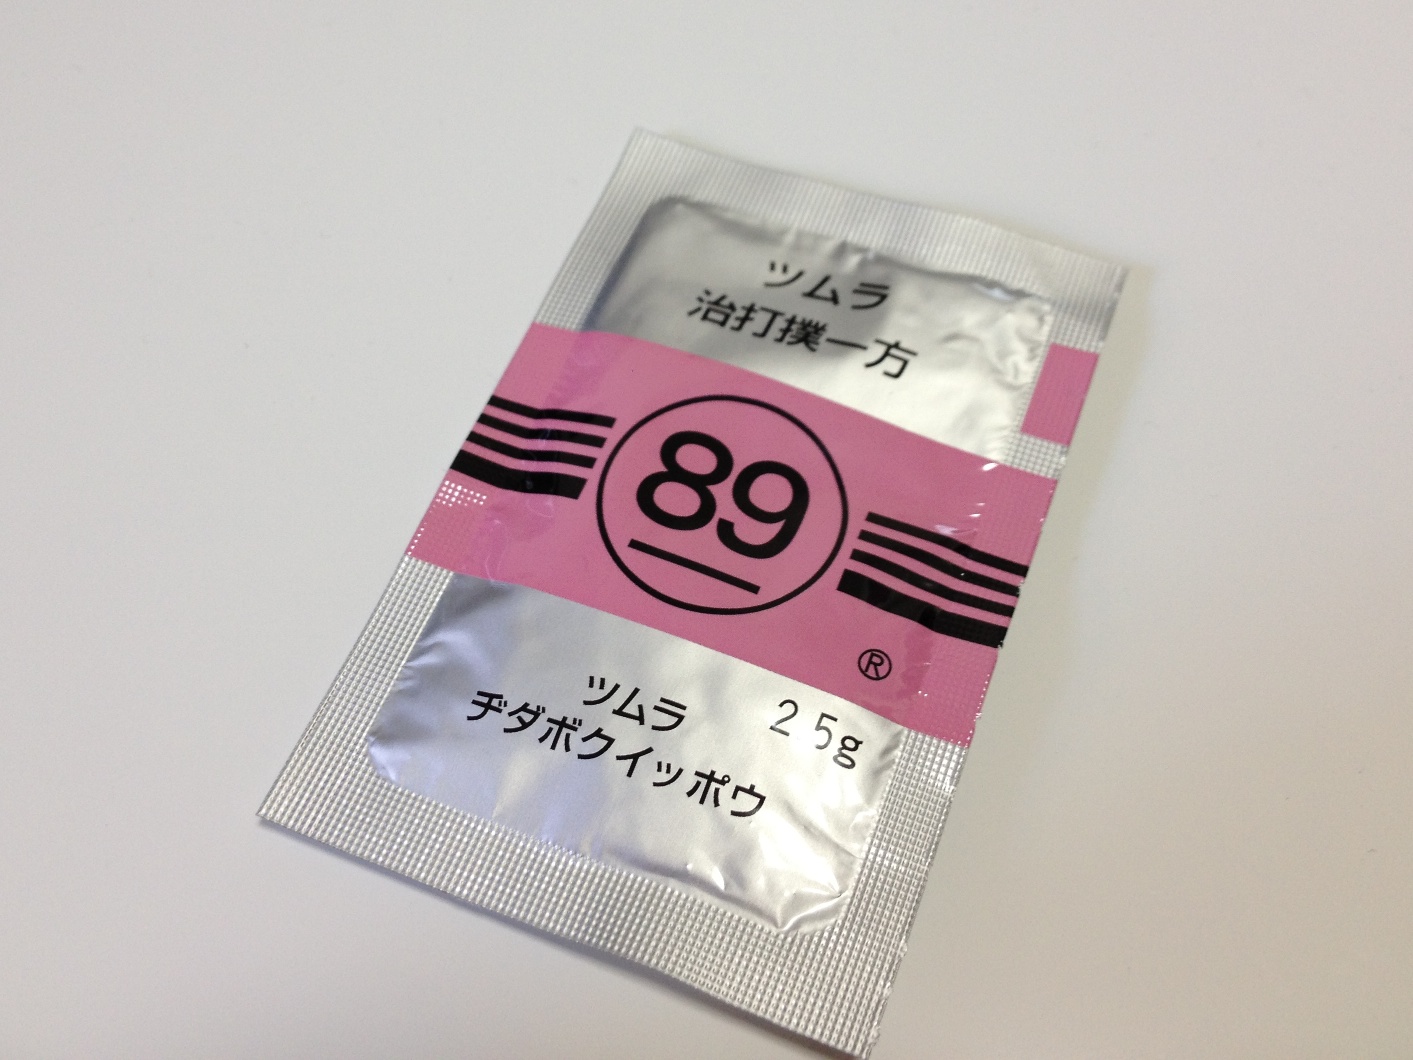 ツムラ
治打撲一方
89
®
ツムラ 2.5g
ヂダボクイッポウ